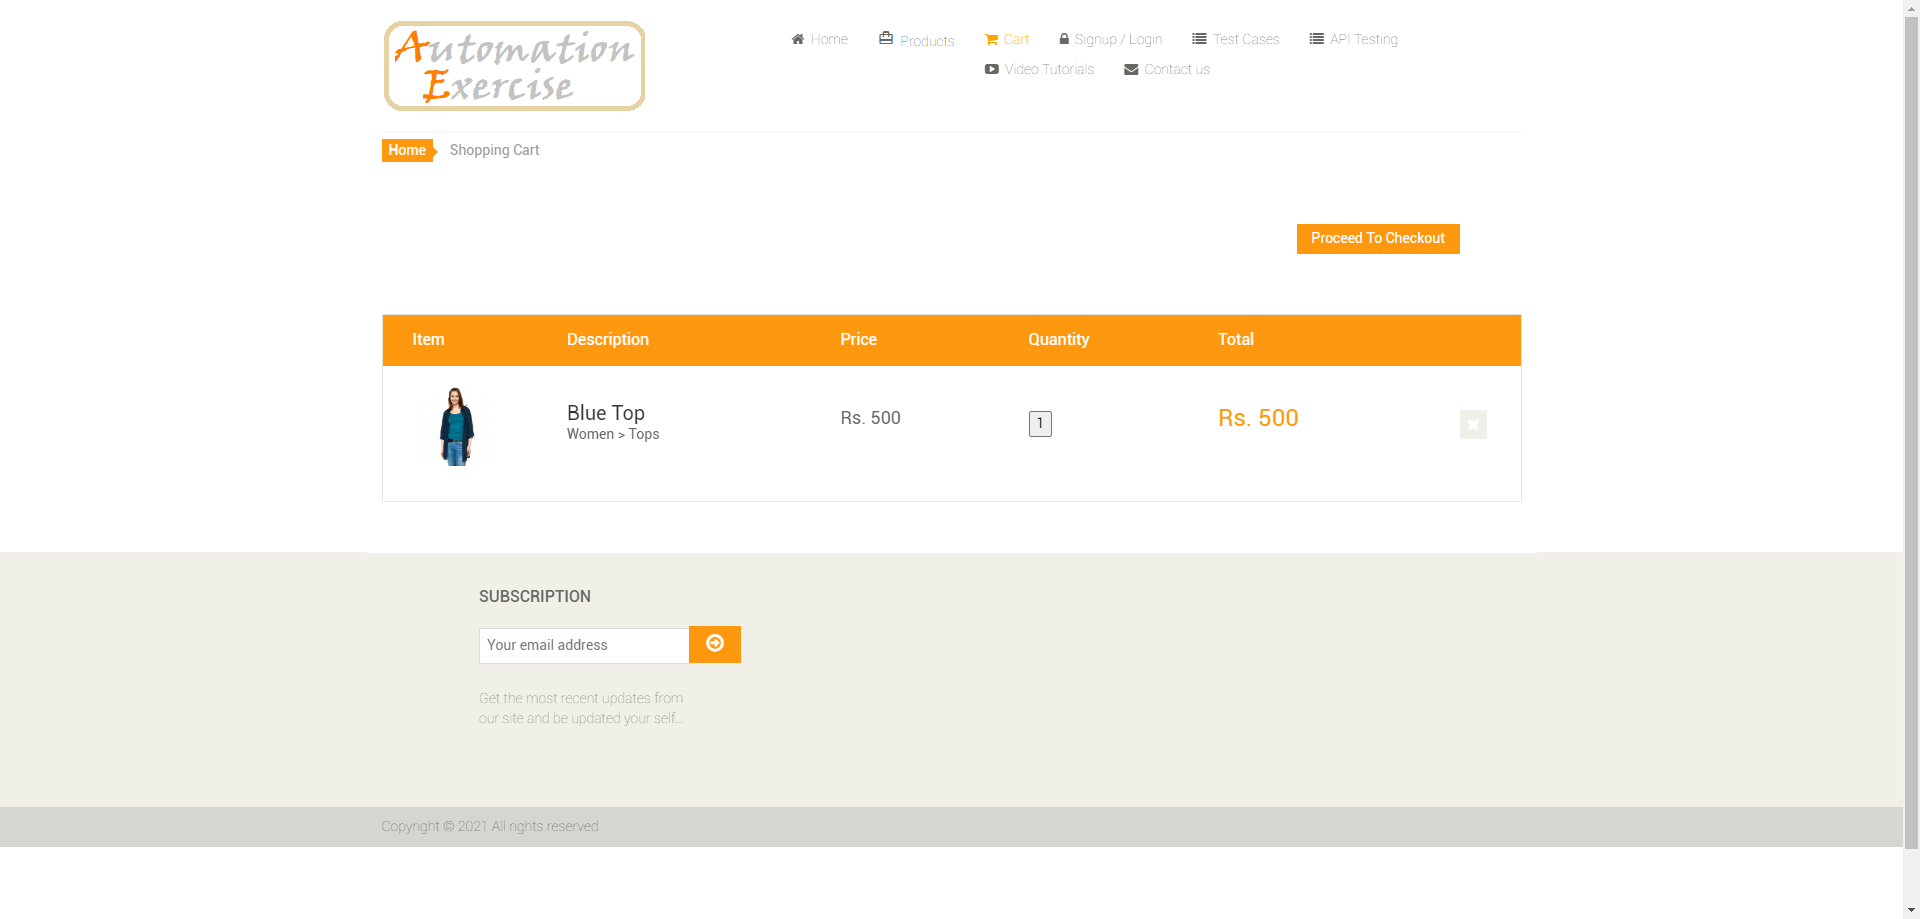 Automation
Exercise
Home Products Cart Signup / Login Test Cases API Testing
Video Tutorials Contact us
Home Shopping Cart
Proceed To Checkout
Item Description Price Quantity Total
Blue Top
Women > Tops
Rs. 500 1 Rs. 500
SUBSCRIPTION
Your email address
Get the most recent updates from
our site and be updated your self...
Copyright © 2021 All rights reserved